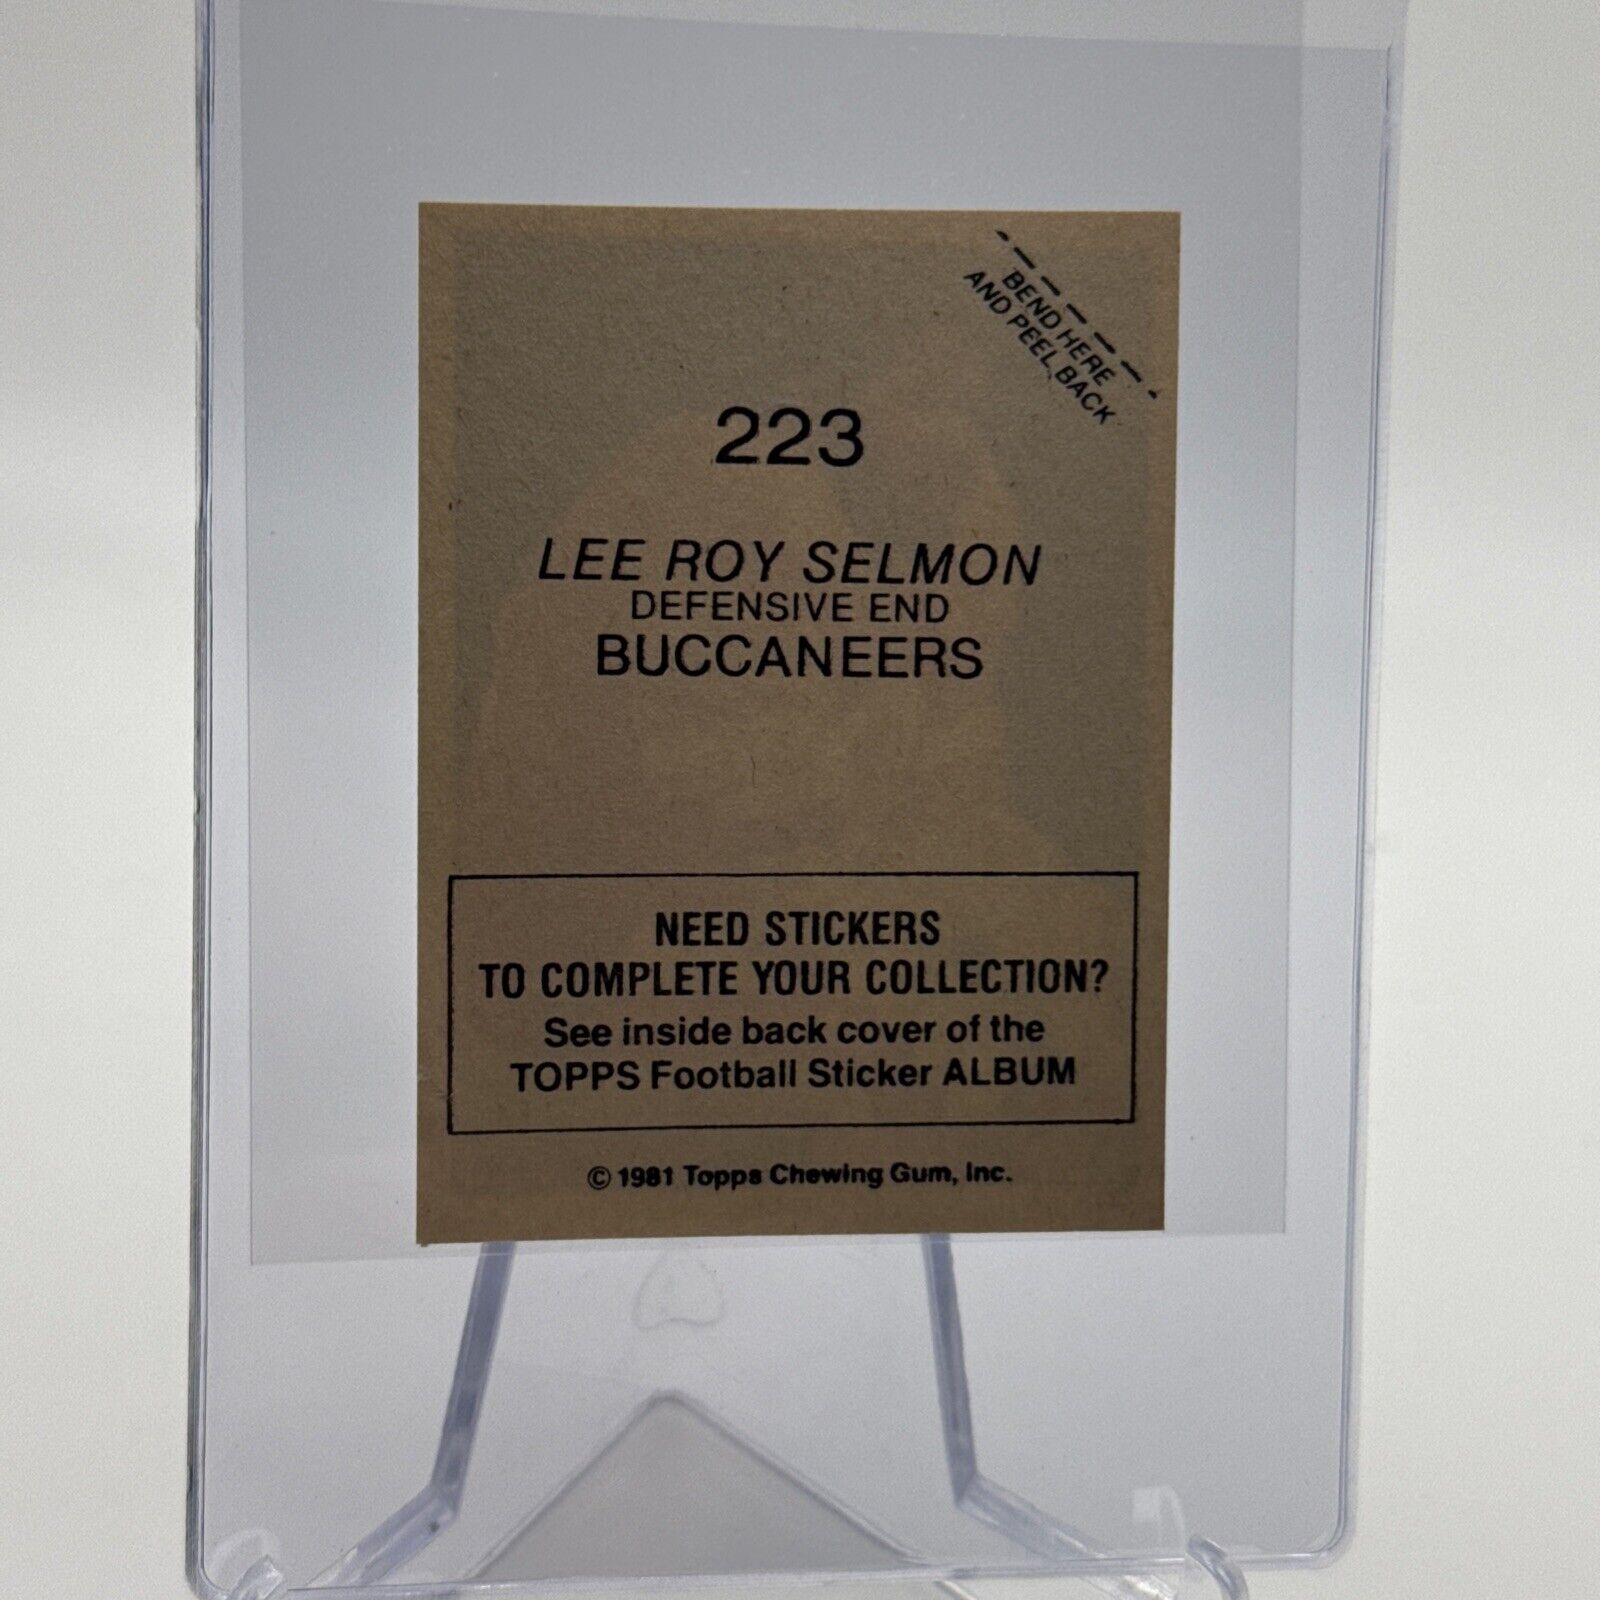 BEND HERE
AND PEEL BACK
223
LEE ROY SELMON
DEFENSIVE END
BUCCANEERS
NEED STICKERS
TO COMPLETE YOUR COLLECTION?
See inside back cover of the
TOPPS Football Sticker ALBUM
© 1981 Topps Chewing Gum, Inc.